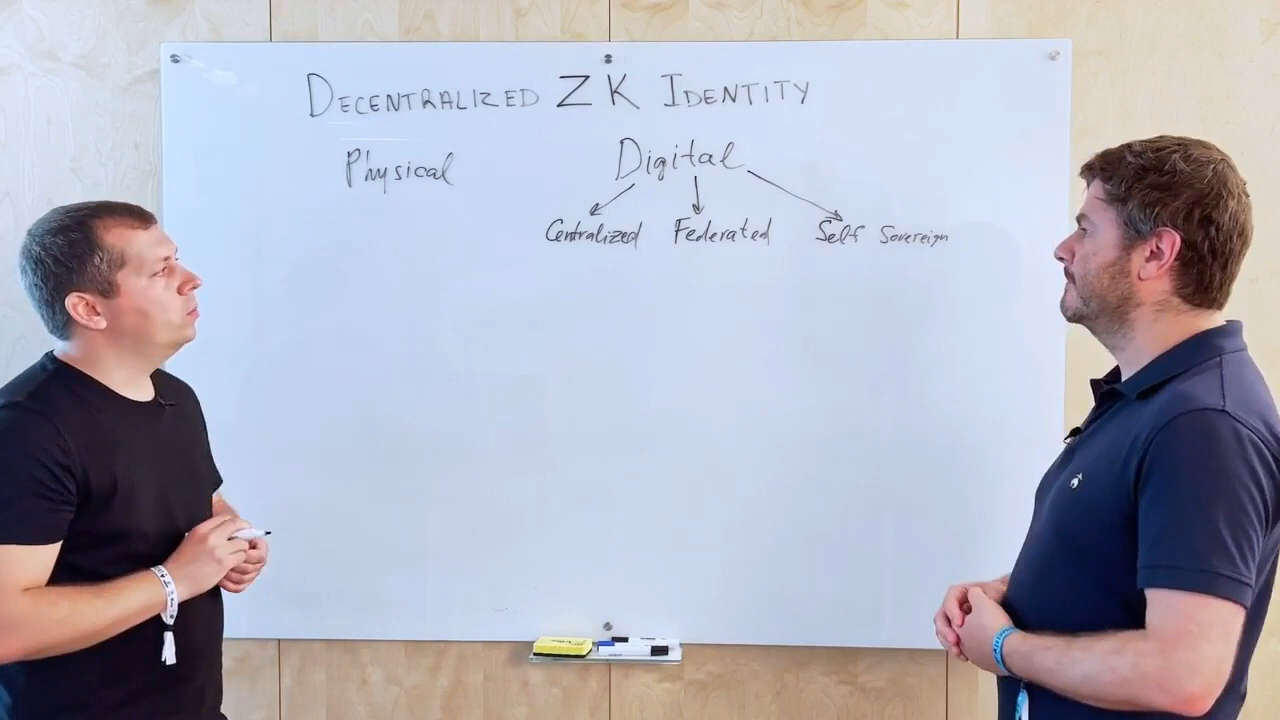 DECENTRALIZED ZK IDENTITY
Physical Digital
Centralized Federated Self Sovereign